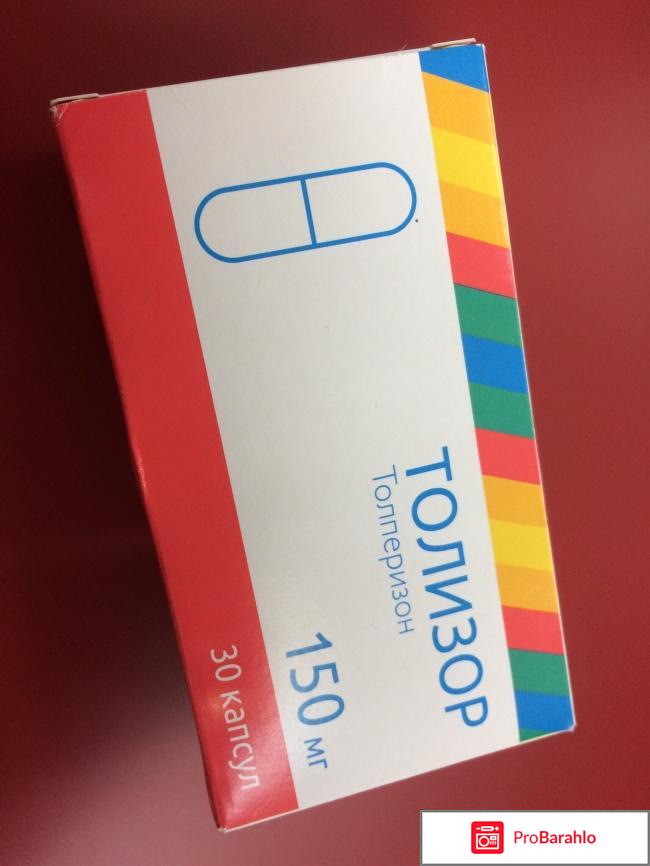 ТОЛИЗОР
Толперизон
150 мг
30 капсул
ProBarahlo